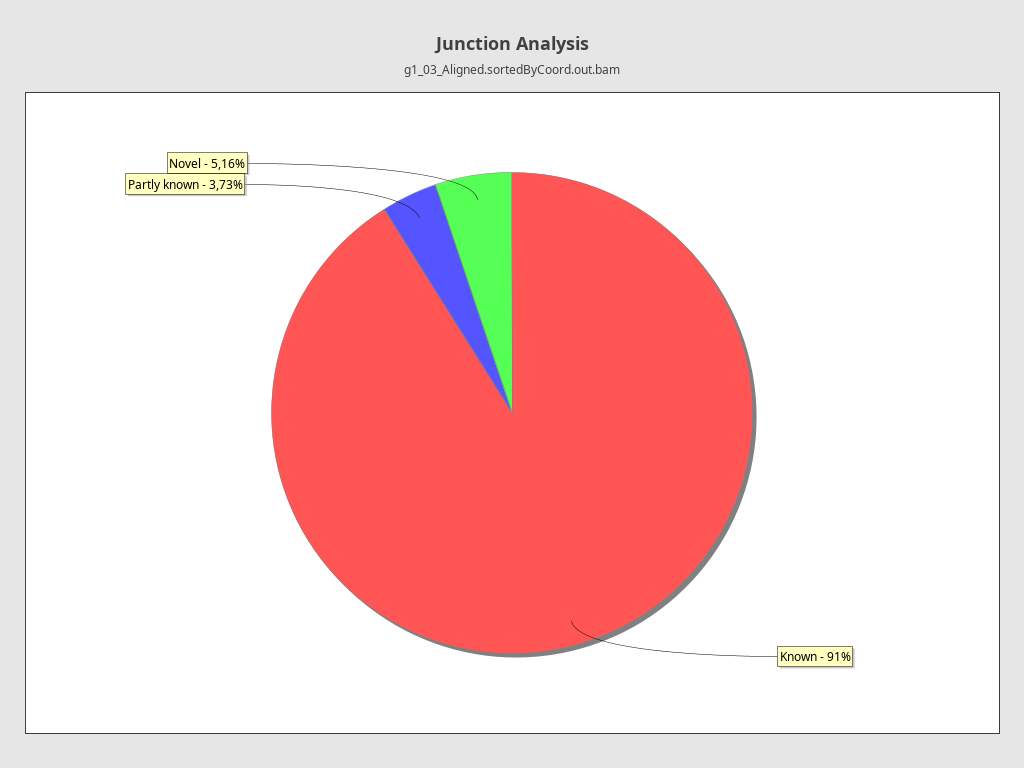 Junction Analysis
g1_03_Aligned.sortedByCoord.out.bam
Novel - 5,16%
Partly known - 3,73%
Known - 91%